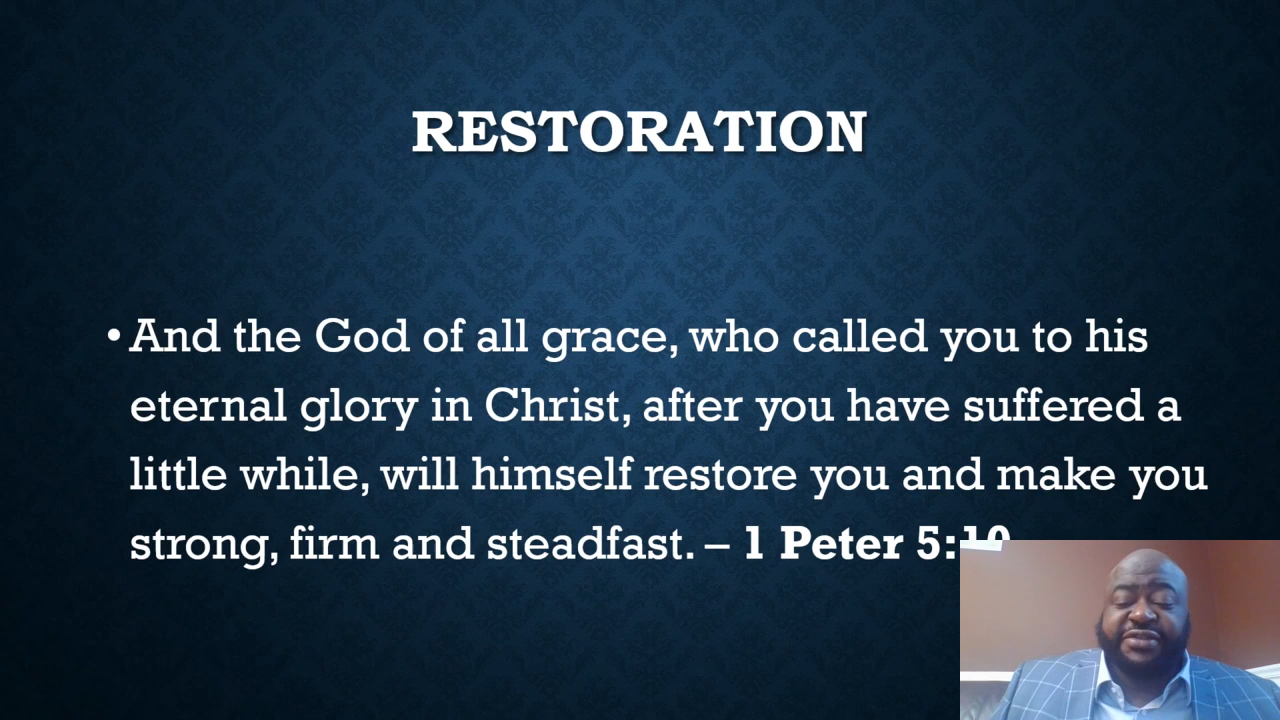 RESTORATION
• And the God of all grace, who called you to his
eternal glory in Christ, after you have suffered a
little while, will himself restore you and make you
strong, firm and steadfast. – 1 Peter 5:10